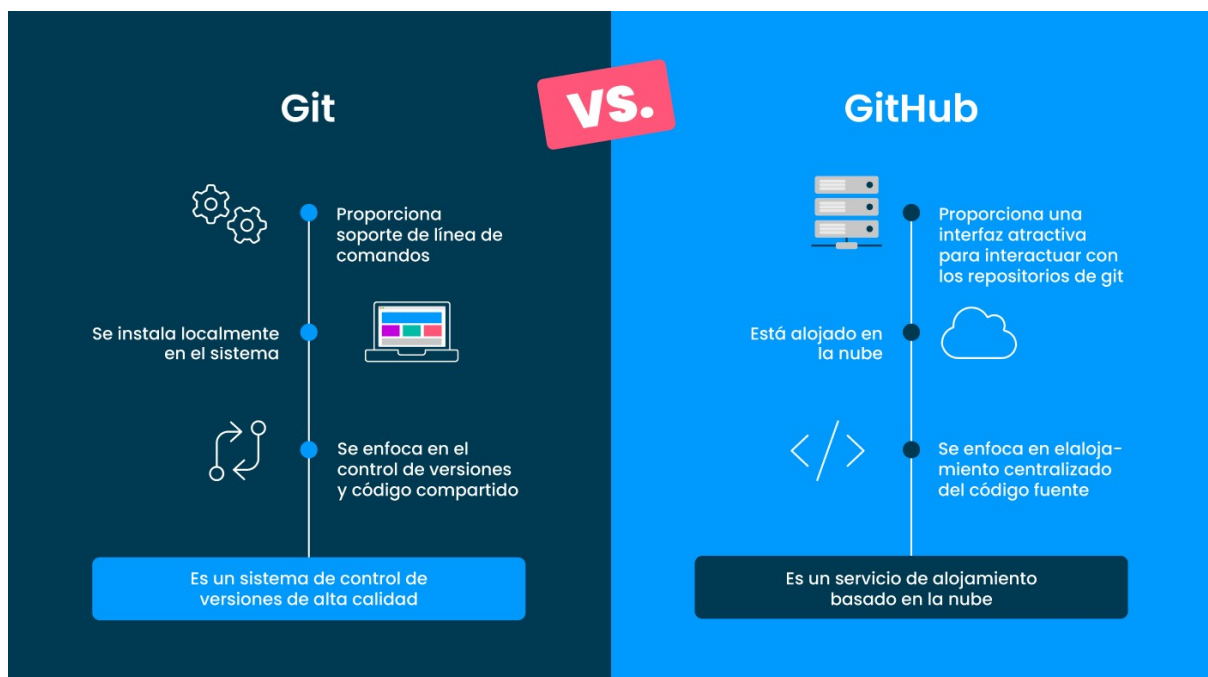 Git
vs.
GitHub
Proporciona
soporte de línea de
comandos
Se instala localmente
en el sistema
Se enfoca en el
control de versiones
y código compartido
Es un sistema de control de
versiones de alta calidad
Proporciona una
interfaz atractiva
para interactuar con
los repositorios de git
Está alojado en
la nube
</>
Se enfoca en elaloja-
miento centralizado
del código fuente
Es un servicio de alojamiento
basado en la nube